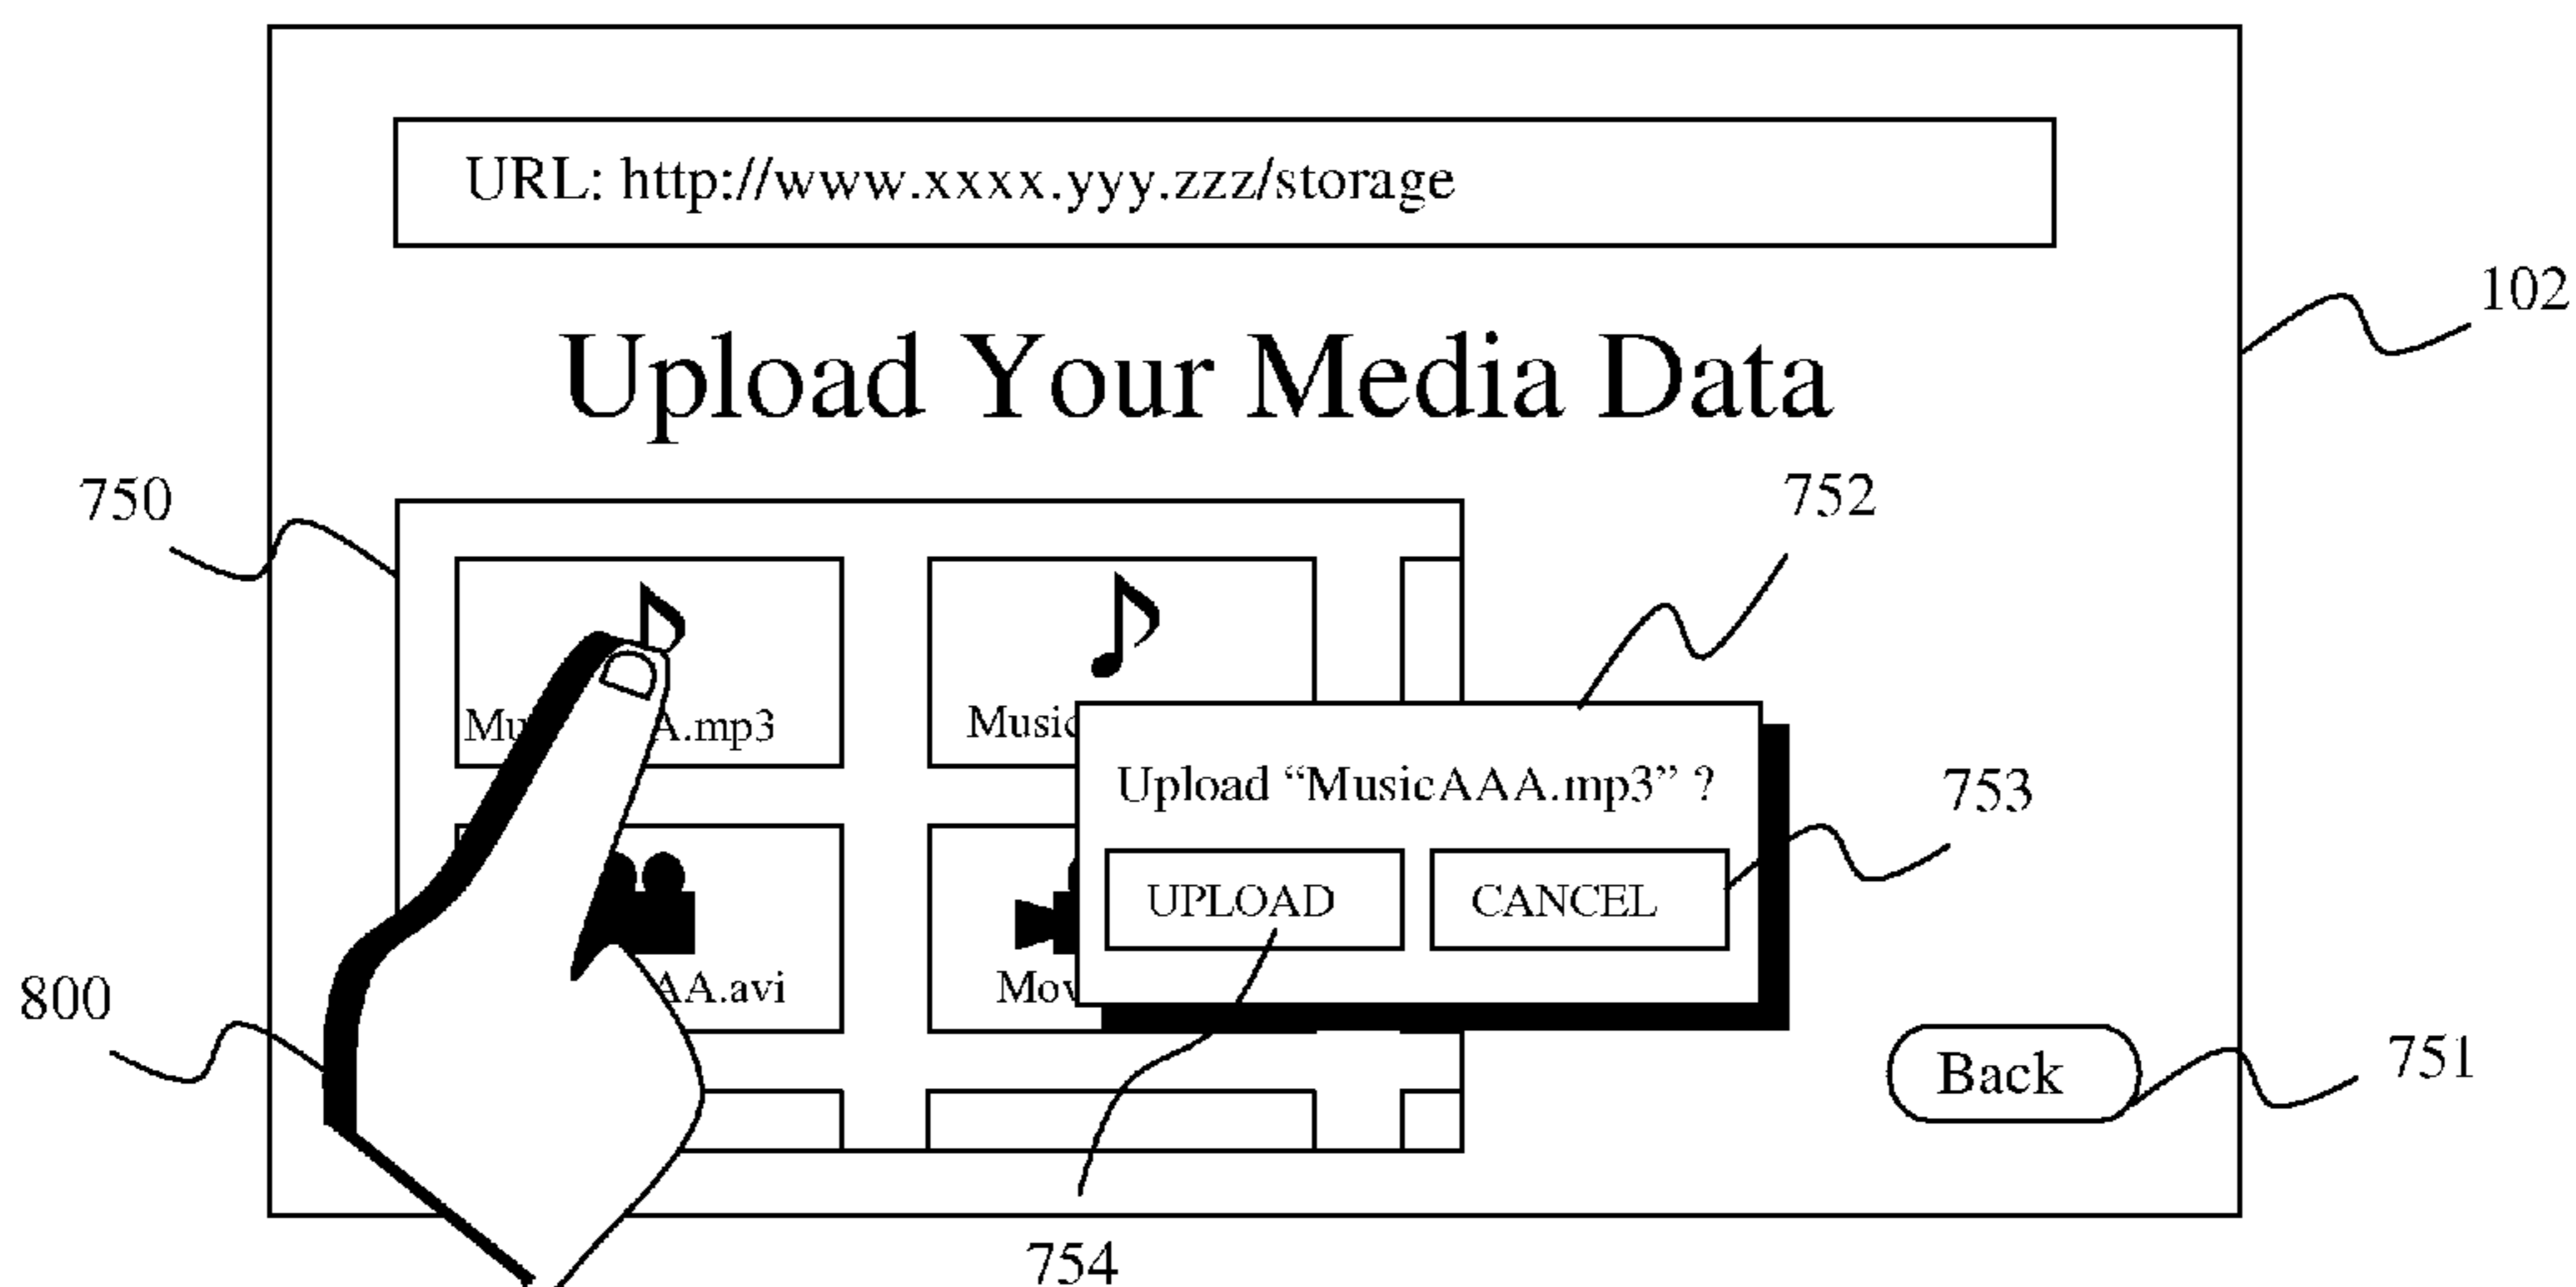 URL: http://www.xxxx.yyy.zzz/storage
102
Upload Your Media Data
750
752
A.mp3
Music
Upload “MusicAAA.mp3” ?
753
UPLOAD
CANCEL
AA.avi
800
Back
751
754